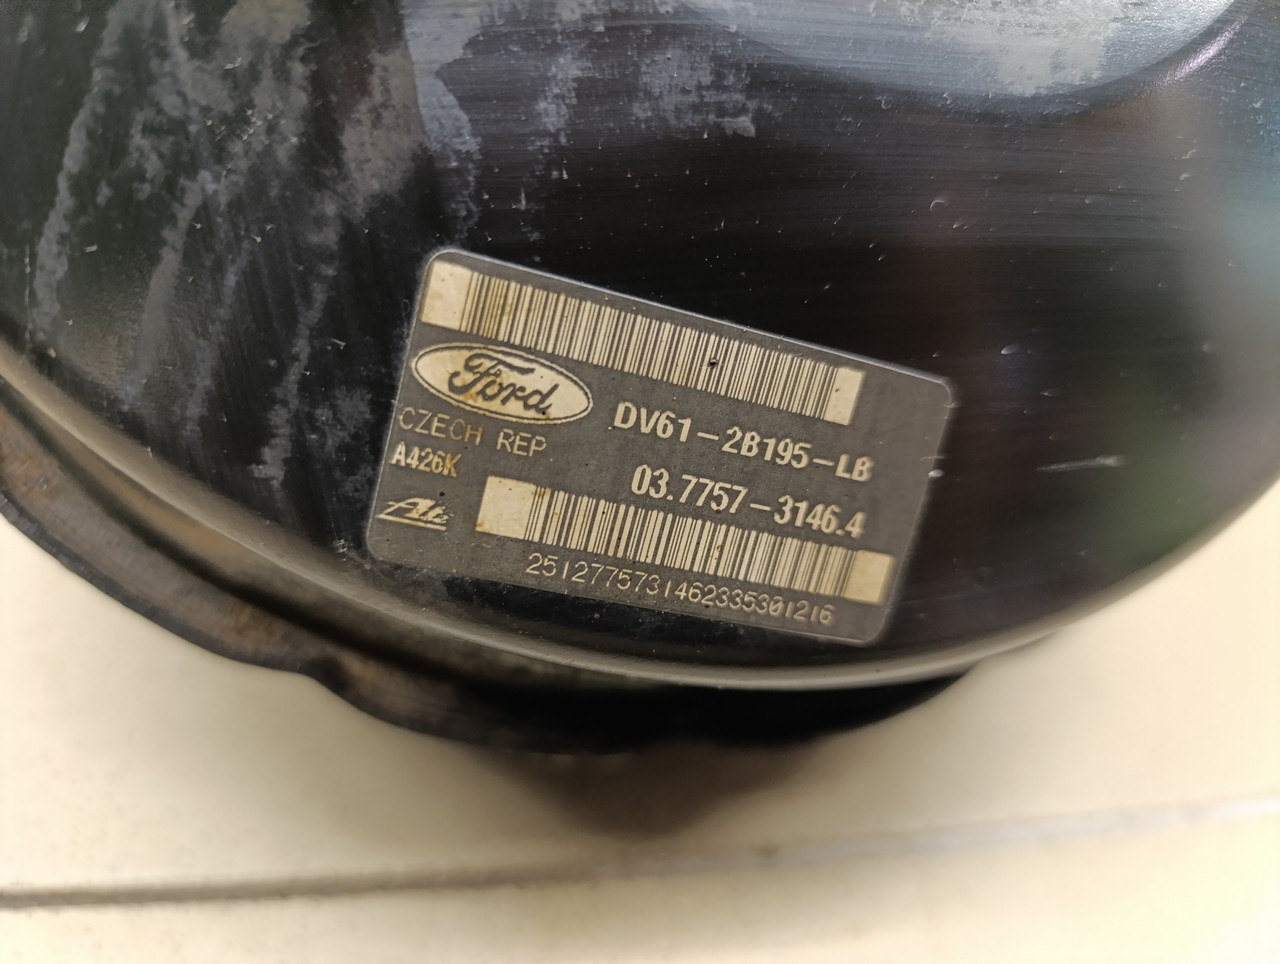 Ford
DV61-2B195-LB
CZECH REP.
A426K
03.7757-3146.4
Ate
2512775731462335301216